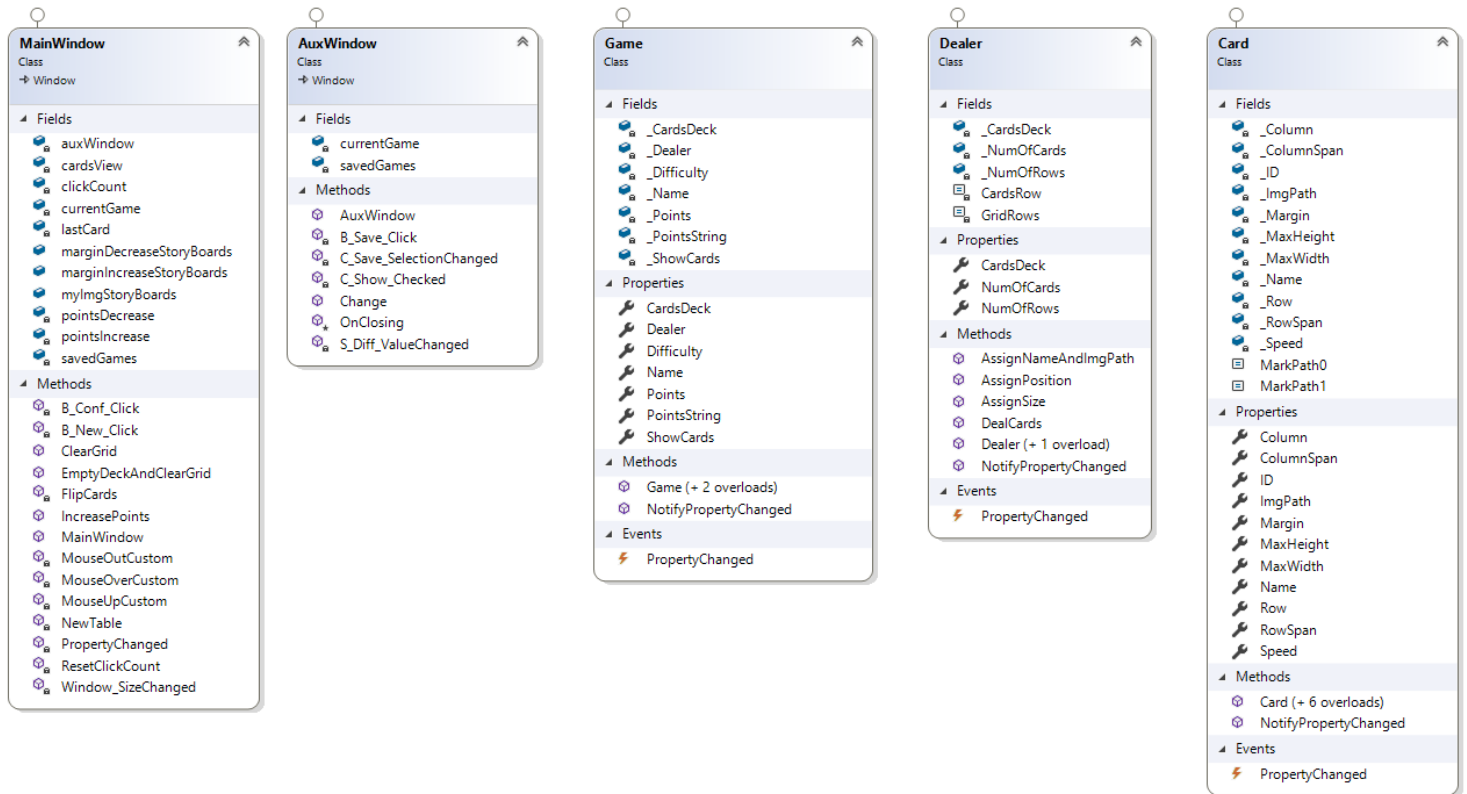 MainWindow
Class
Window
Fields
auxWindow
cardsView
clickCount
currentGame
lastCard
marginDecreaseStoryBoards
marginIncreaseStoryBoards
myImgStoryBoards
pointsDecrease
pointsIncrease
savedGames
Methods
B_Conf_Click
B_New_Click
ClearGrid
EmptyDeckAndClearGrid
FlipCards
IncreasePoints
MainWindow
MouseOutCustom
MouseOverCustom
MouseUpCustom
NewTable
PropertyChanged
ResetClickCount
Window_SizeChanged
AuxWindow
Class
Window
Fields
currentGame
savedGames
Methods
AuxWindow
B_Save_Click
C_Save_SelectionChanged
C_Show_Checked
Change
OnClosing
S_Diff_ValueChanged
Game
Class
Fields
_CardsDeck
_Dealer
_Difficulty
_Name
_Points
_PointsString
_ShowCards
Properties
CardsDeck
Dealer
Difficulty
Name
Points
PointsString
ShowCards
Methods
Game (+ 2 overloads)
NotifyPropertyChanged
Events
PropertyChanged
Dealer
Class
Fields
_CardsDeck
_NumOfCards
_NumOfRows
CardsRow
GridRows
Properties
CardsDeck
NumOfCards
NumOfRows
Methods
AssignNameAndImgPath
AssignPosition
AssignSize
DealCards
Dealer (+ 1 overload)
NotifyPropertyChanged
Events
PropertyChanged
Card
Class
Fields
_Column
_ColumnSpan
_ID
_ImgPath
_Margin
_MaxHeight
_MaxWidth
_Name
_Row
_RowSpan
_Speed
MarkPath0
MarkPath1
Properties
Column
ColumnSpan
ID
ImgPath
Margin
MaxHeight
MaxWidth
Name
Row
RowSpan
Speed
Methods
Card (+ 6 overloads)
NotifyPropertyChanged
Events
PropertyChanged